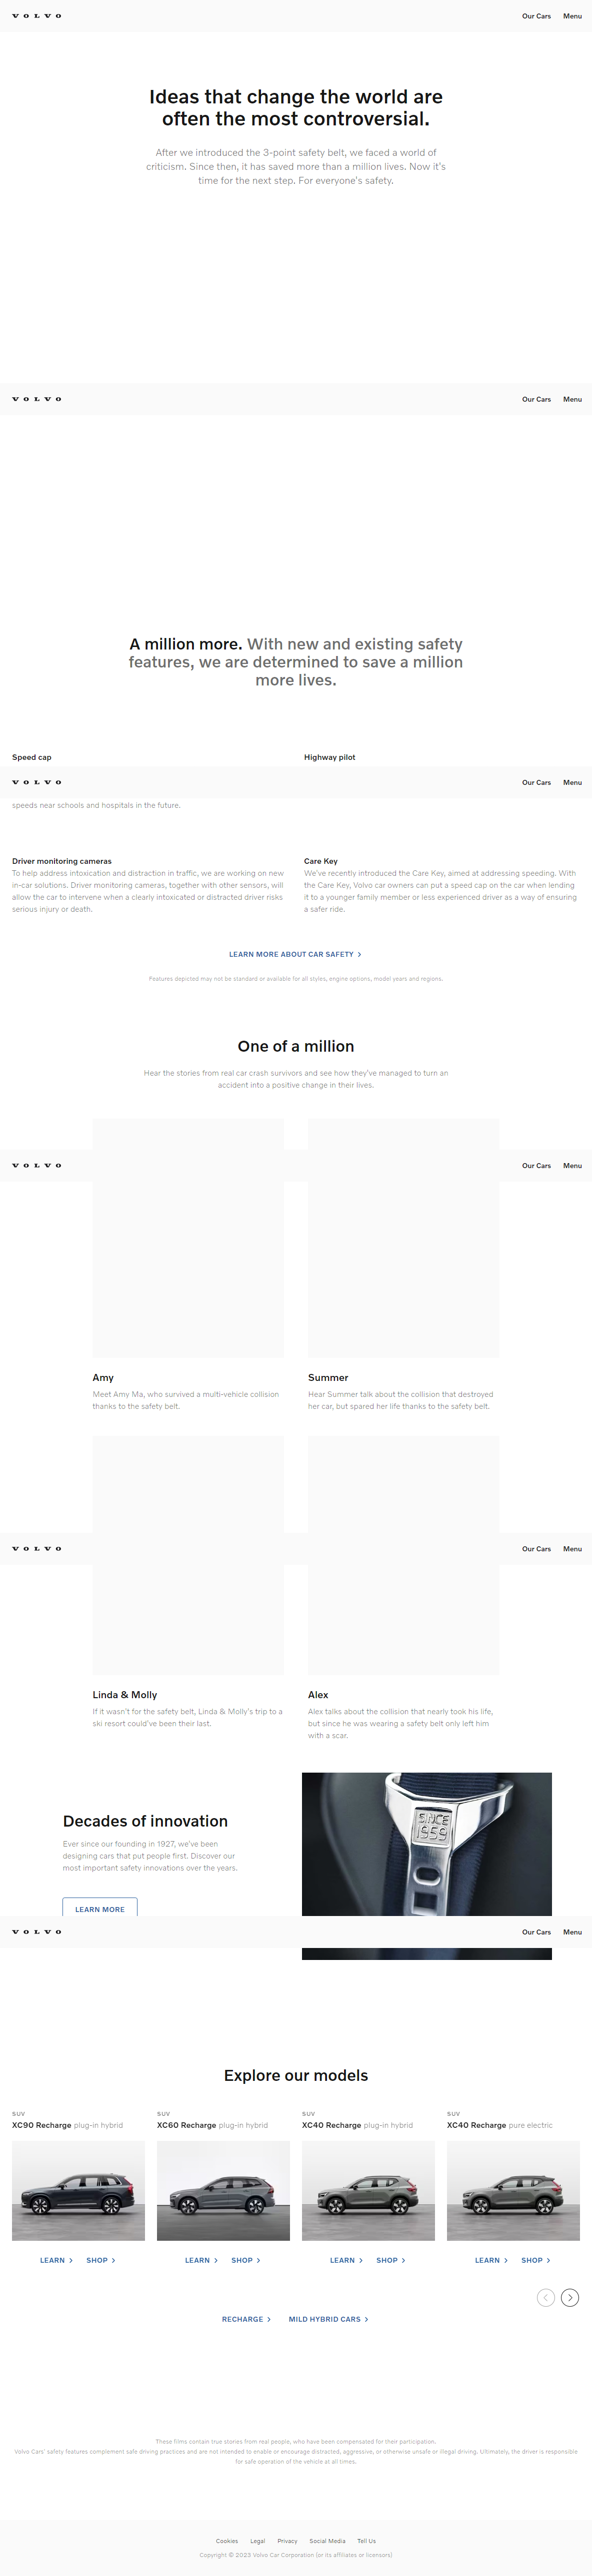 VOLVO
Our Cars Menu
Ideas that change the world are
often the most controversial.
After we introduced the 3-point safety belt, we faced a world of
criticism. Since then, it has saved more than a million lives. Now it's
time for the next step. For everyone's safety.
VOLVO
Our Cars Menu
A million more. With new and existing safety
features, we are determined to save a million
more lives.
Speed cap
Highway pilot
VOLVO
Our Cars Menu
speeds near schools and hospitals in the future.
Driver monitoring cameras
To help address intoxication and distraction in traffic, we are working on new
in-car solutions. Driver monitoring cameras, together with other sensors, will
allow the car to intervene when a clearly intoxicated or distracted driver risks
serious injury or death.
Care Key
We've recently introduced the Care Key, aimed at addressing speeding. With
the Care Key, Volvo car owners can put a speed cap on the car when lending
it to a younger family member or less experienced driver as a way of ensuring
a safer ride.
LEARN MORE ABOUT CAR SAFETY
Features depicted may not be standard or available for all styles, engine options, model years and regions.
One of a million
Hear the stories from real car crash survivors and see how they've managed to turn an
accident into a positive change in their lives.
VOLVO
Our Cars Menu
Amy
Meet Amy Ma, who survived a multi-vehicle collision
thanks to the safety belt.
Summer
Hear Summer talk about the collision that destroyed
her car, but spared her life thanks to the safety belt.
VOLVO
Our Cars Menu
Linda & Molly
If it wasn't for the safety belt, Linda & Molly's trip to a
ski resort could've been their last.
Alex
Alex talks about the collision that nearly took his life,
but since he was wearing a safety belt only left him
with a scar.
Decades of innovation
Ever since our founding in 1927, we've been
designing cars that put people first. Discover our
most important safety innovations over the years.
LEARN MORE
SINCE
1959
VOLVO
Our Cars Menu
Explore our models
SUV
XC90 Recharge plug-in hybrid
LEARN SHOP
SUV
XC60 Recharge plug-in hybrid
LEARN SHOP
SUV
XC40 Recharge plug-in hybrid
LEARN SHOP
SUV
XC40 Recharge pure electric
LEARN SHOP
RECHARGE MILD HYBRID CARS
These films contain true stories from real people, who have been compensated for their participation.
Volvo Cars' safety features complement safe driving practices and are not intended to enable or encourage distracted, aggressive, or otherwise unsafe or illegal driving. Ultimately, the driver is responsible
for safe operation of the vehicle at all times.
Cookies Legal Privacy Social Media Tell Us
Copyright © 2023 Volvo Car Corporation (or its affiliates or licensors)